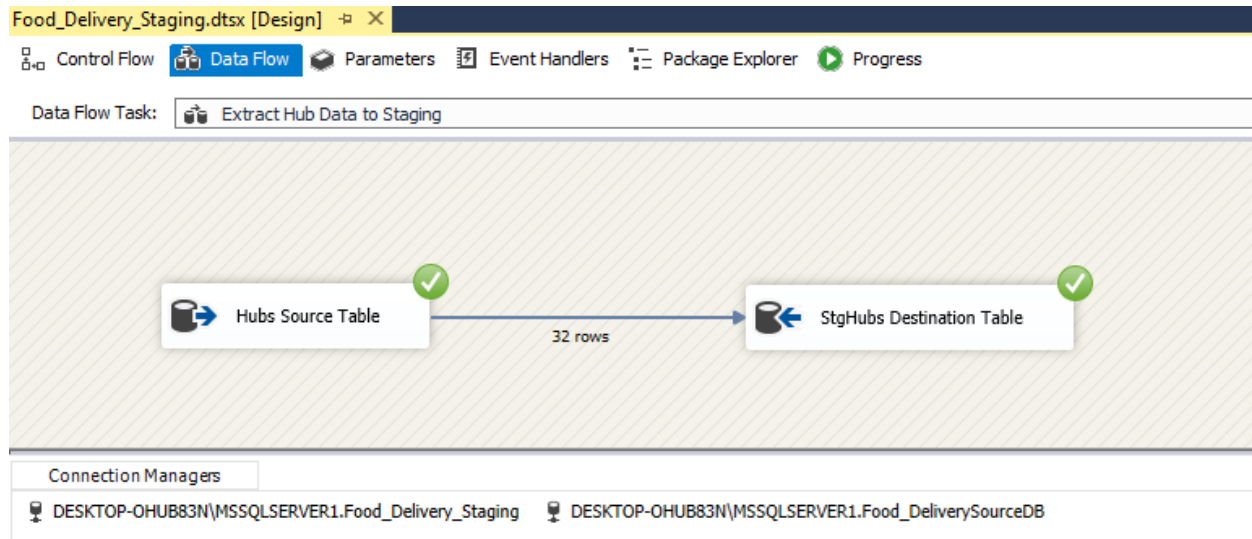 Food_Delivery_Staging.dtsx [Design]
Control Flow Data Flow Parameters Event Handlers Package Explorer Progress
Data Flow Task: Extract Hub Data to Staging
Hubs Source Table
32 rows
StgHubs Destination Table
Connection Managers
DESKTOP-OHUB83N\MSSQLSERVER1.Food_Delivery_Staging DESKTOP-OHUB83N\MSSQLSERVER1.Food_DeliverySourceDB